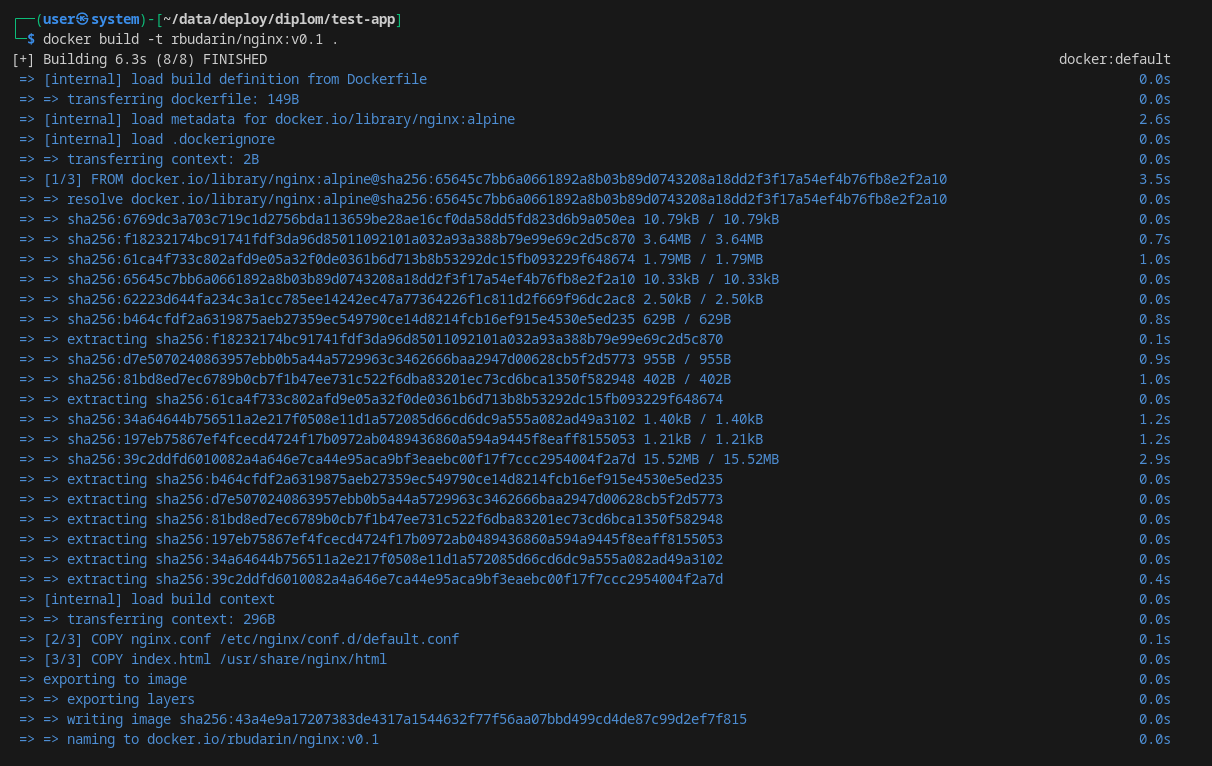 ┌──(user㉿system)-[~/data/deploy/diplom/test-app]
└─$ docker build -t rbudarin/nginx:v0.1 .
[+] Building 6.3s (8/8) FINISHED docker:default
=> [internal] load build definition from Dockerfile 0.0s
=> => transferring dockerfile: 149B 0.0s
=> [internal] load metadata for docker.io/library/nginx:alpine 2.6s
=> [internal] load .dockerignore 0.0s
=> => transferring context: 2B 0.0s
=> [1/3] FROM docker.io/library/nginx:alpine@sha256:65645c7bb6a0661892a8b03b89d0743208a18dd2f3f17a54ef4b76fb8e2f2a10 3.5s
=> => resolve docker.io/library/nginx:alpine@sha256:65645c7bb6a0661892a8b03b89d0743208a18dd2f3f17a54ef4b76fb8e2f2a10 0.0s
=> => sha256:6769dc3a703c719c1d2756bda113659be28ae16cf0da58dd5fd823d6b9a050ea 10.79kB / 10.79kB 0.0s
=> => sha256:f18232174bc91741fdf3da96d85011092101a032a93a388b79e99e69c2d5c870 3.64MB / 3.64MB 0.7s
=> => sha256:61ca4f733c802afd9e05a32f0de0361b6d713b8b53292dc15fb093229f648674 1.79MB / 1.79MB 1.0s
=> => sha256:65645c7bb6a0661892a8b03b89d0743208a18dd2f3f17a54ef4b76fb8e2f2a10 10.33kB / 10.33kB 0.0s
=> => sha256:62223d644fa234c3a1cc785ee14242ec47a77364226f1c811d2f669f96dc2ac8 2.50kB / 2.50kB 0.0s
=> => sha256:b464cfdf2a6319875aeb27359ec549790ce14d8214fcb16ef915e4530e5ed235 629B / 629B 0.8s
=> => extracting sha256:f18232174bc91741fdf3da96d85011092101a032a93a388b79e99e69c2d5c870 0.1s
=> => sha256:d7e5070240863957ebb0b5a44a5729963c3462666baa2947d00628cb5f2d5773 955B / 955B 0.9s
=> => sha256:81bd8ed7ec6789b0cb7f1b47ee731c522f6dba83201ec73cd6bca1350f582948 402B / 402B 1.0s
=> => extracting sha256:61ca4f733c802afd9e05a32f0de0361b6d713b8b53292dc15fb093229f648674 0.0s
=> => sha256:34a64644b756511a2e217f0508e11d1a572085d66cd6dc9a555a082ad49a3102 1.40kB / 1.40kB 1.2s
=> => sha256:197eb75867ef4fcecd4724f17b0972ab0489436860a594a9445f8eaff8155053 1.21kB / 1.21kB 1.2s
=> => sha256:39c2ddfd6010082a4a646e7ca44e95aca9bf3eaebc00f17f7ccc2954004f2a7d 15.52MB / 15.52MB 2.9s
=> => extracting sha256:b464cfdf2a6319875aeb27359ec549790ce14d8214fcb16ef915e4530e5ed235 0.0s
=> => extracting sha256:d7e5070240863957ebb0b5a44a5729963c3462666baa2947d00628cb5f2d5773 0.0s
=> => extracting sha256:81bd8ed7ec6789b0cb7f1b47ee731c522f6dba83201ec73cd6bca1350f582948 0.0s
=> => extracting sha256:197eb75867ef4fcecd4724f17b0972ab0489436860a594a9445f8eaff8155053 0.0s
=> => extracting sha256:34a64644b756511a2e217f0508e11d1a572085d66cd6dc9a555a082ad49a3102 0.0s
=> => extracting sha256:39c2ddfd6010082a4a646e7ca44e95aca9bf3eaebc00f17f7ccc2954004f2a7d 0.4s
=> [internal] load build context 0.0s
=> => transferring context: 296B 0.0s
=> [2/3] COPY nginx.conf /etc/nginx/conf.d/default.conf 0.1s
=> [3/3] COPY index.html /usr/share/nginx/html 0.0s
=> exporting to image 0.0s
=> => exporting layers 0.0s
=> => writing image sha256:43a4e9a17207383de4317a1544632f77f56aa07bbd499cd4de87c99d2ef7f815 0.0s
=> => naming to docker.io/rbudarin/nginx:v0.1 0.0s